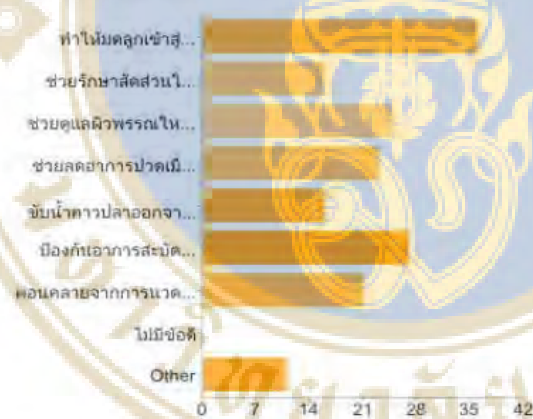 ทำให้มดลูกเข้าสู่...
ช่วยรักษาสัดส่วนใ...
ช่วยดูแลผิวพรรณให...
ช่วยลดอาการปวดเมื่...
ขับน้ำคาวปลาออกจา...
ป้องกันอาการสะบัด...
ผ่อนคลายจากการนวด...
ไม่มีข้อดี
Other
0 7 14 21 28 35 42